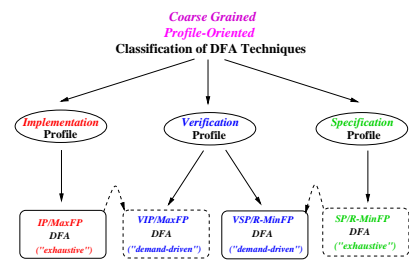 Coarse Grained
Profile-Oriented
Classification of DFA Techniques
Implementation
Profile
Verification
Profile
Specification
Profile
IP/MaxFP
DFA
("exhaustive")
VIP/MaxFP
DFA
("demand-driven")
VSP/R-MinFP
DFA
("demand-driven")
SP/R-MinFP
DFA
("exhaustive")